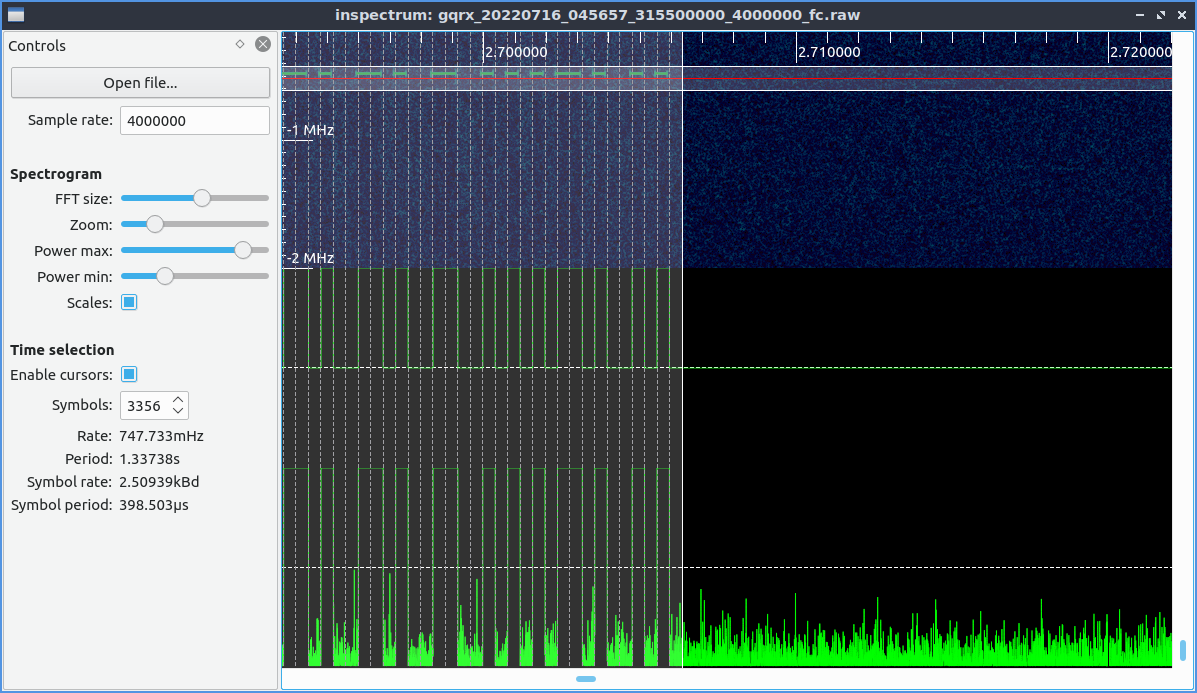 inspectrum: gqrx_20220716_045657_315500000_4000000_fc.raw
Controls
Open file...
Sample rate: 4000000
Spectrogram
FFT size:
Zoom:
Power max:
Power min:
Scales:
Time selection
Enable cursors:
Symbols: 3356
Rate: 747.733mHz
Period: 1.33738s
Symbol rate: 2.50939kBd
Symbol period: 398.503µs
2.700000 2.710000 2.720000
-1 MHz
-2 MHz